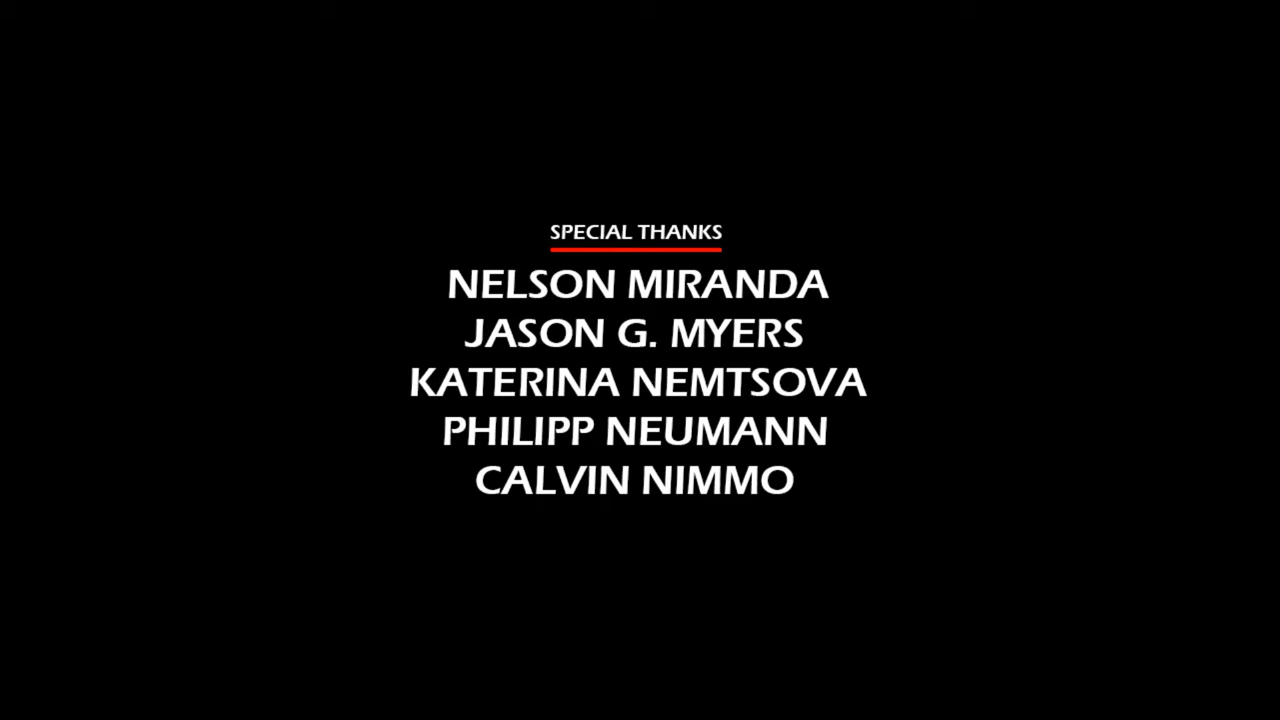 SPECIAL THANKS
NELSON MIRANDA
JASON G. MYERS
KATERINA NEMTSOVA
PHILIPP NEUMANN
CALVIN NIMMO